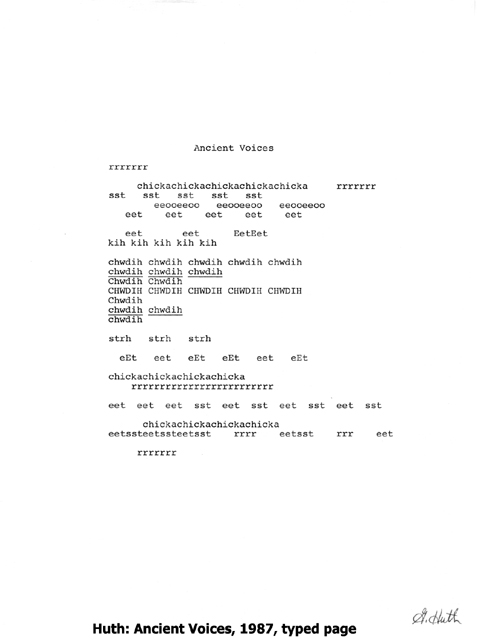 Ancient Voices
rrrrrrr
chickachickachickachickachicka rrrrrrr
sst sst sst sst sst
eeooeeoo eeooeeoo eeooeeoo
eet eet eet eet eet
eet eet EetEet
kih kih kih kih kih
chwdih chwdih chwdih chwdih chwdih
chwdih chwdih chwdih
Chwdih Chwdih
CHWDIH CHWDIH CHWDIH CHWDIH CHWDIH
Chwdih
chwdih chwdih
chwdih
strh strh strh
eEt eet eEt eEt eet eEt
chickachickachickachicka
rrrrrrrrrrrrrrrrrrrrrrrrr
eet eet eet sst eet sst eet sst eet sst
chickachickachickachicka
eetssteetssteetsst rrrr eetsst rrr eet
rrrrrrr
G. Huth
Huth: Ancient Voices, 1987, typed page